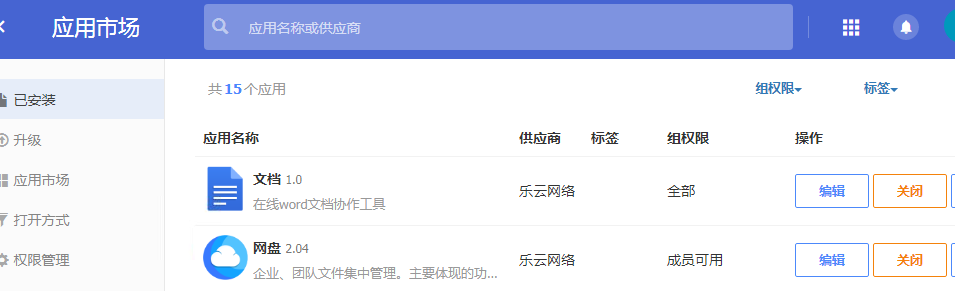 应用市场
应用名称或供应商
已安装
升级
应用市场
打开方式
权限管理
共 15 个应用
组权限
标签
应用名称 供应商 标签 组权限 操作
文档 1.0
在线word文档协作工具
乐云网络 全部 编辑 关闭
网盘 2.04
企业、团队文件集中管理。主要体现的功...
乐云网络 成员可用 编辑 关闭